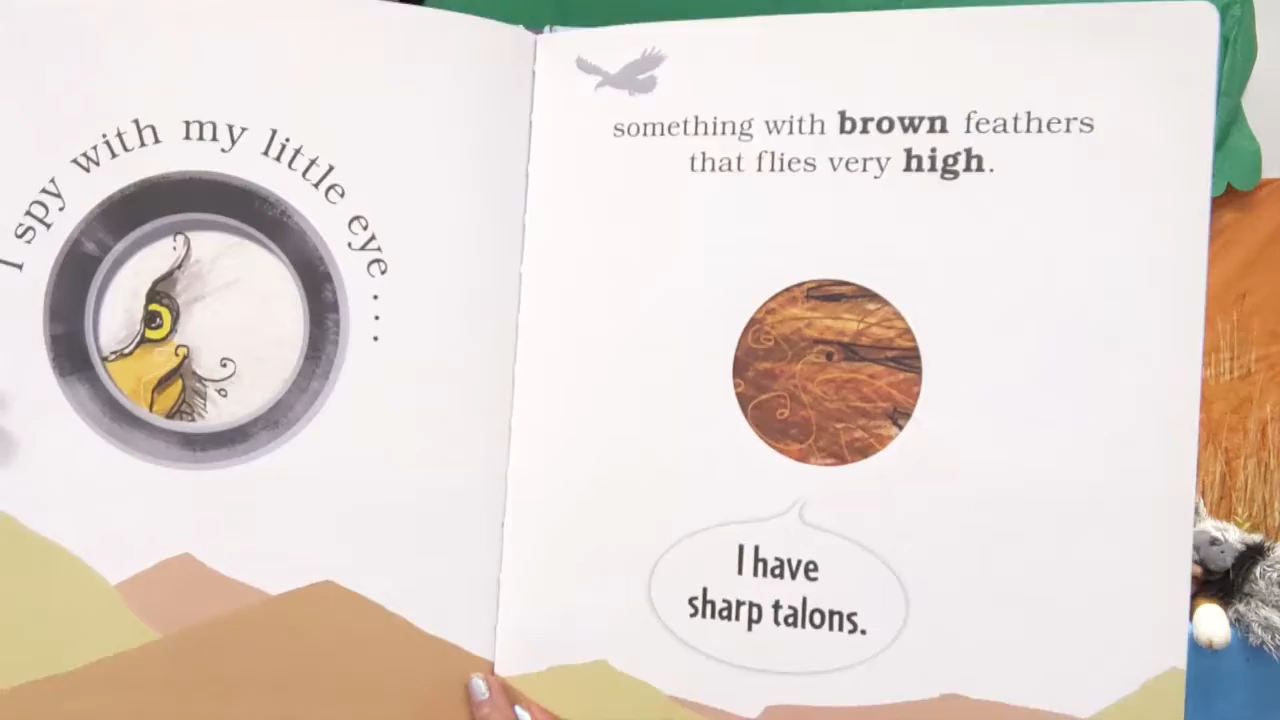 I spy with my little eye . . .
something with brown feathers
that flies very high.
I have
sharp talons.